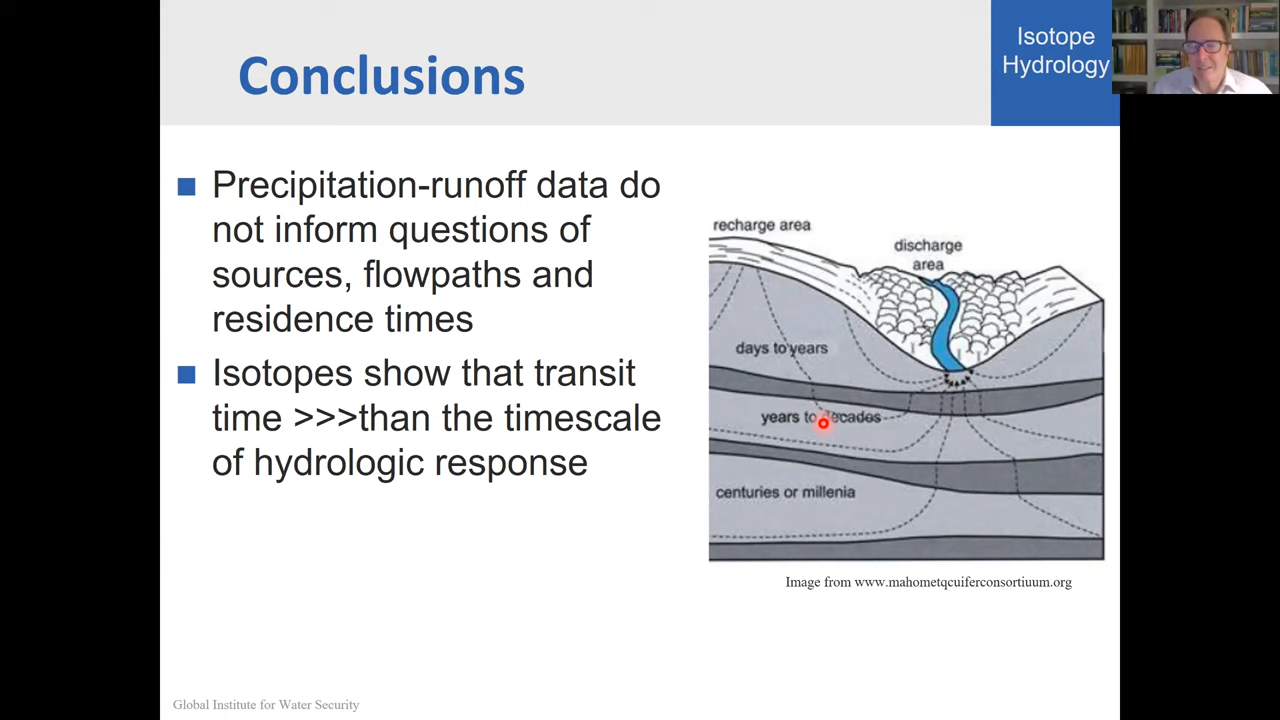 Conclusions
Isotope
Hydrology
Precipitation-runoff data do
not inform questions of
sources, flowpaths and
residence times
Isotopes show that transit
time >>>than the timescale
of hydrologic response
recharge area
discharge
area
days to years
years to decades
centuries or millenia
Image from www.mahometqcuiferconsortiuum.org
Global Institute for Water Security